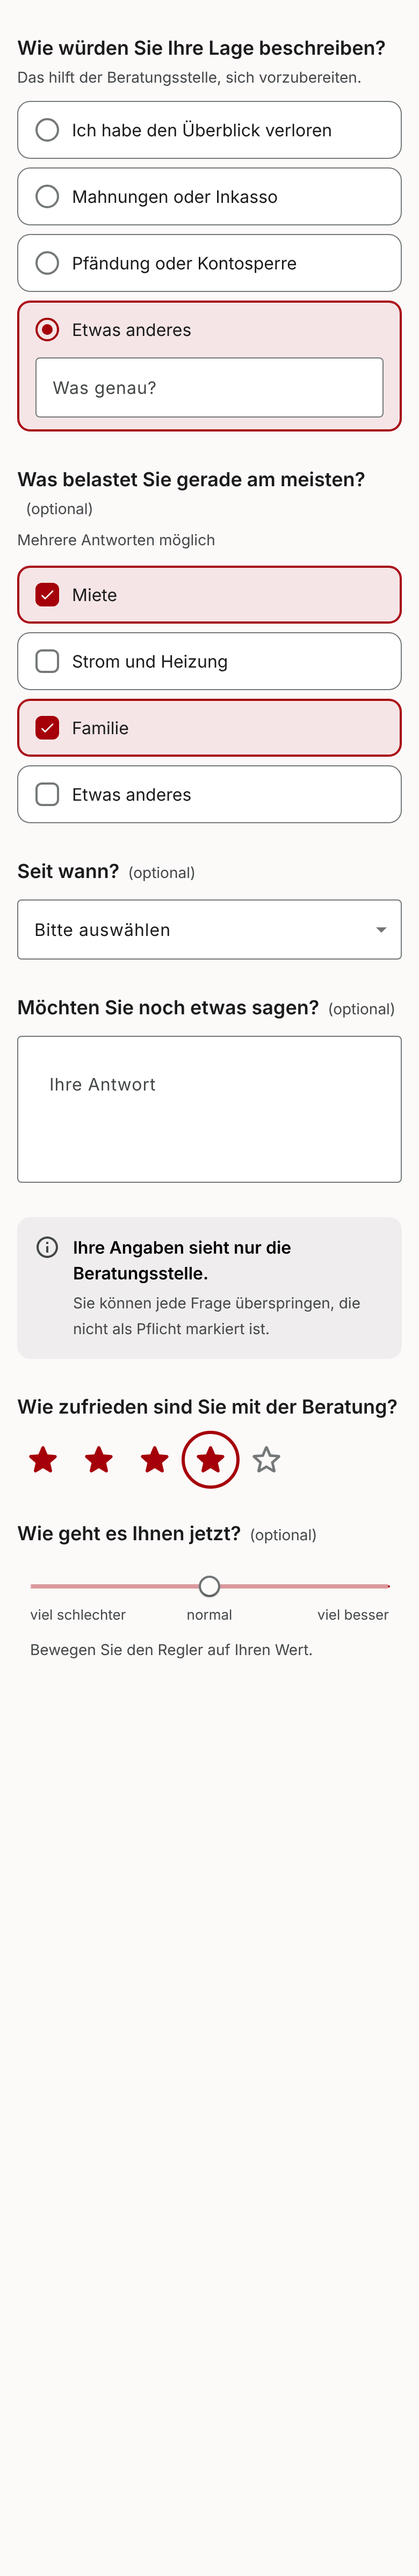 Wie würden Sie Ihre Lage beschreiben?
Das hilft der Beratungsstelle, sich vorzubereiten.
Ich habe den Überblick verloren
Mahnungen oder Inkasso
Pfändung oder Kontosperre
Etwas anderes
Was genau?
Was belastet Sie gerade am meisten?
(optional)
Mehrere Antworten möglich
Miete
Strom und Heizung
Familie
Etwas anderes
Seit wann? (optional)
Bitte auswählen
Möchten Sie noch etwas sagen? (optional)
Ihre Antwort
Ihre Angaben sieht nur die
Beratungsstelle.
Sie können jede Frage überspringen, die
nicht als Pflicht markiert ist.
Wie zufrieden sind Sie mit der Beratung?
Wie geht es Ihnen jetzt? (optional)
viel schlechter normal viel besser
Bewegen Sie den Regler auf Ihren Wert.